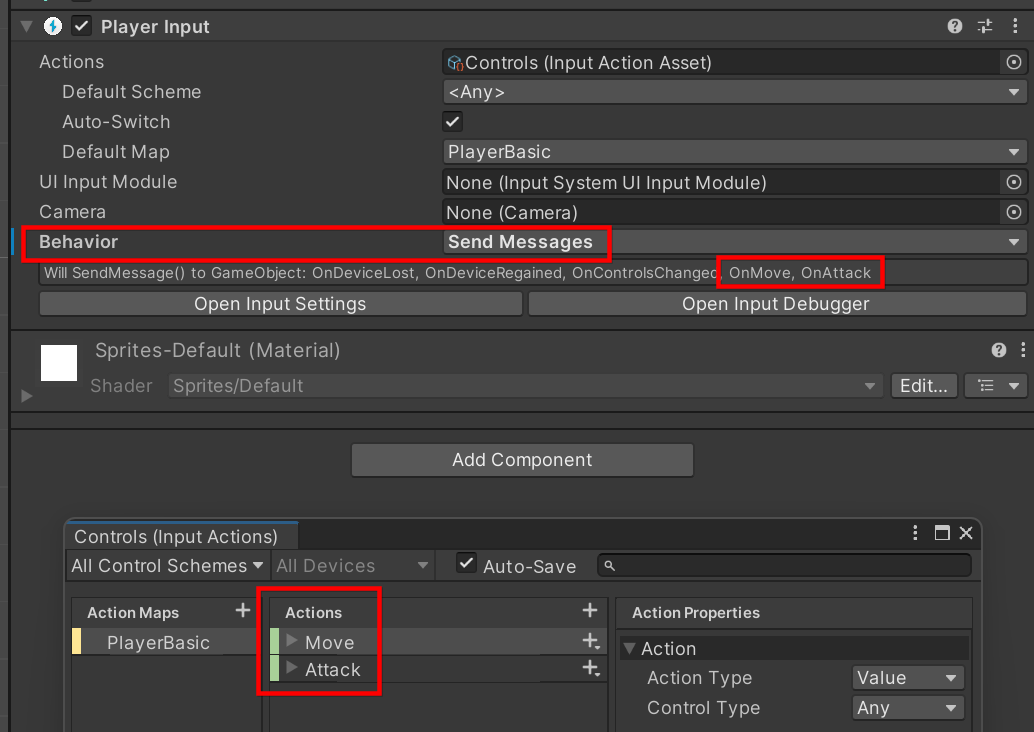 Player Input
Actions Controls (Input Action Asset)
Default Scheme <Any>
Auto-Switch
Default Map PlayerBasic
UI Input Module None (Input System UI Input Module)
Camera None (Camera)
Behavior Send Messages
Will SendMessage() to GameObject: OnDeviceLost, OnDeviceRegained, OnControlsChanged, OnMove, OnAttack
Open Input Settings Open Input Debugger
Sprites-Default (Material)
Shader Sprites/Default Edit...
Add Component
Controls (Input Actions)
All Control Schemes All Devices Auto-Save
Action Maps + Actions + Action Properties
PlayerBasic Move Action
Attack Action Type Value
Control Type Any